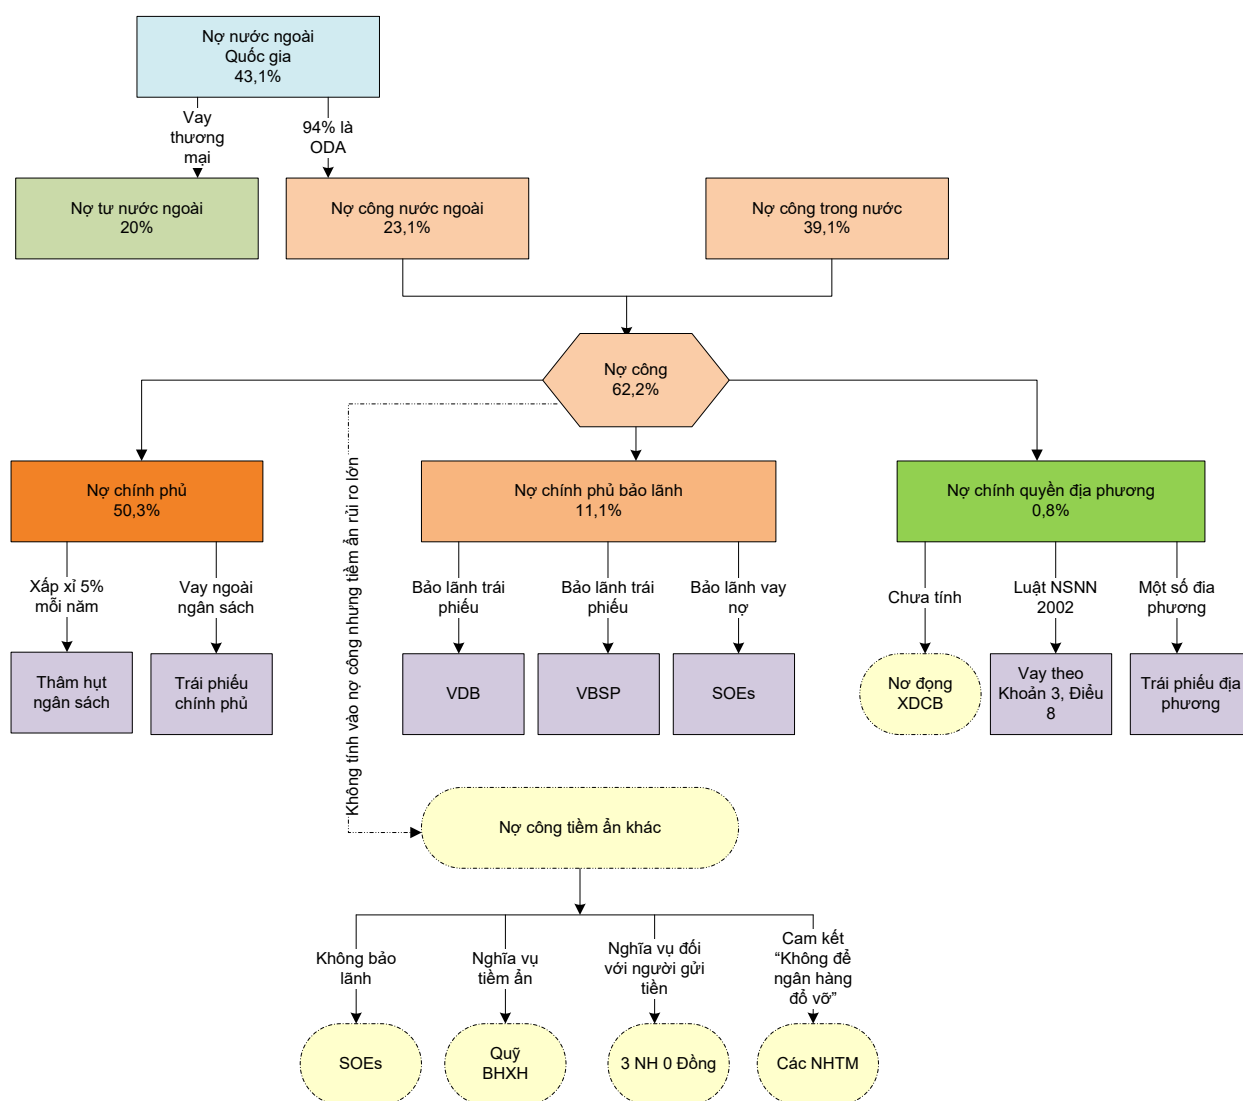 Nợ nước ngoài
Quốc gia
43,1%
Vay
thương
mại
94% là
ODA
Nợ tư nước ngoài
20%
Nợ công nước ngoài
23,1%
Nợ công trong nước
39,1%
Nợ công
62,2%
Không tính vào nợ công nhưng tiềm ẩn rủi ro lớn
Nợ chính phủ
50,3%
Nợ chính phủ bảo lãnh
11,1%
Nợ chính quyền địa phương
0,8%
Xấp xỉ 5%
mỗi năm
Vay ngoài
ngân sách
Bảo lãnh trái
phiếu
Bảo lãnh trái
phiếu
Bảo lãnh vay
nợ
Chưa tính
Luật NSNN
2002
Một số đia
phương
Thâm hụt
ngân sách
Trái phiếu
chính phủ
VDB
VBSP
SOEs
Nơ đọng
XDCB
Vay theo
Khoản 3, Điều
8
Trái phiếu địa
phương
Nợ công tiềm ẩn khác
Không bảo
lãnh
Nghĩa vụ
tiềm ẩn
Nghĩa vụ đối
với người gửi
tiền
Cam kết
“Không để
ngân hàng
đổ vỡ”
SOEs
Quỹ
BHXH
3 NH 0 Đồng
Các NHTM